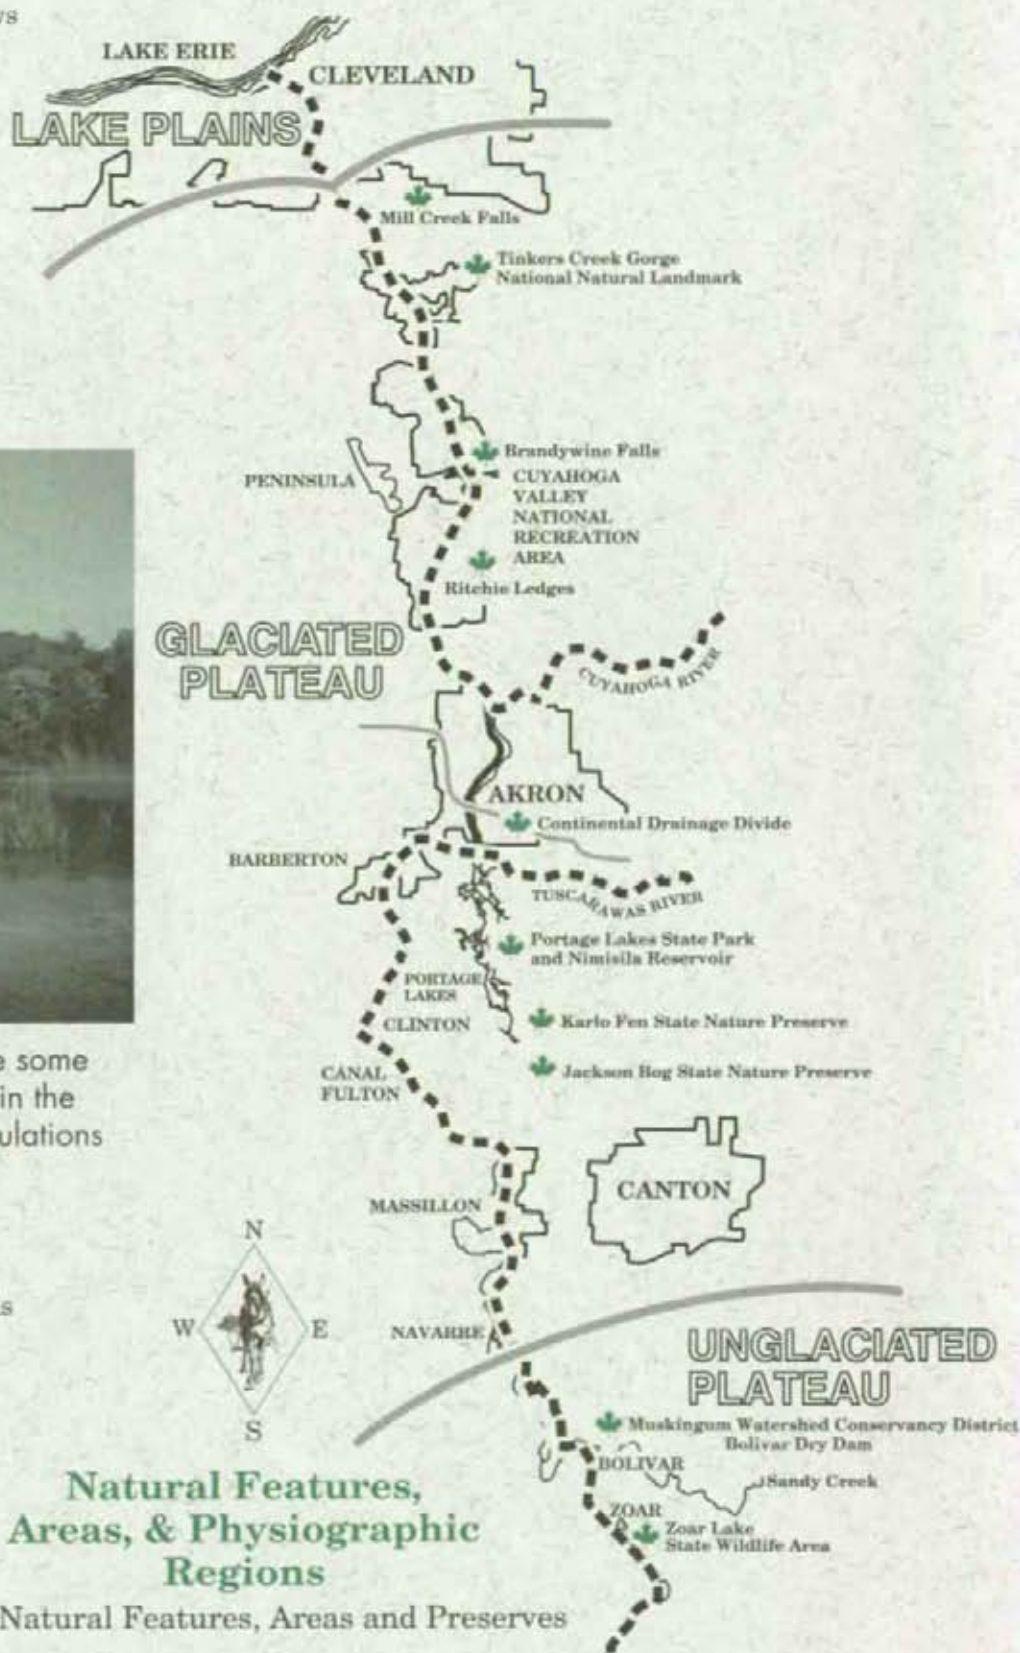 LAKE ERIE
CLEVELAND
LAKE PLAINS
Mill Creek Falls
Tinkers Creek Gorge
National Natural Landmark
Brandywine Falls
PENINSULA
CUYAHOGA
VALLEY
NATIONAL
RECREATION
AREA
Ritchie Ledges
GLACIATED
PLATEAU
CUYAHOGA RIVER
AKRON
Continental Drainage Divide
BARBERTON
TUSCARAWAS RIVER
Portage Lakes State Park
and Nimisila Reservoir
PORTAGE
LAKES
CLINTON
Karlo Fen State Nature Preserve
CANAL
FULTON
Jackson Bog State Nature Preserve
e some
in the
ulations
CANTON
MASSILLON
N
W
E
S
NAVARRE
UNGLACIATED
PLATEAU
Muskingum Watershed Conservancy District
Bolivar Dry Dam
BOLIVAR
Sandy Creek
ZOAR
Zoar Lake
State Wildlife Area
Natural Features,
Areas, & Physiographic
Regions
Natural Features, Areas and Preserves